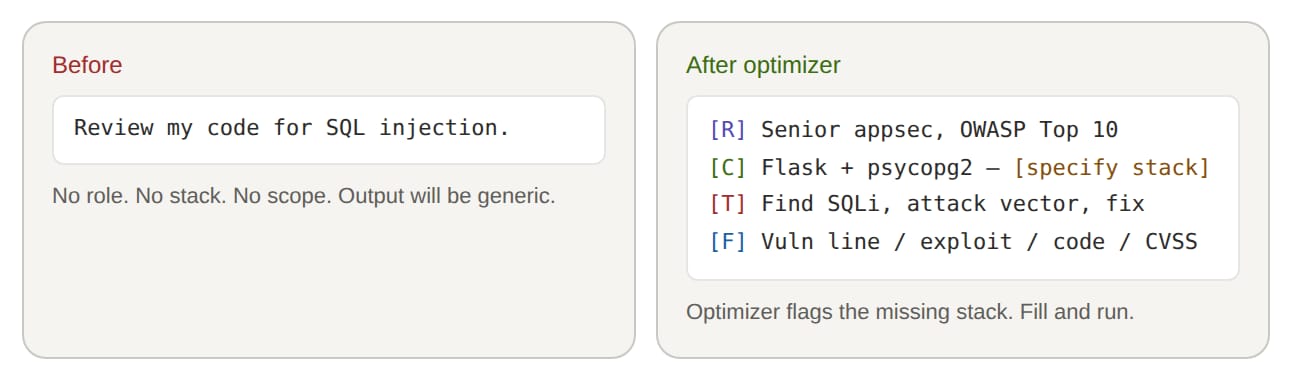 Before
Review my code for SQL injection.
No role. No stack. No scope. Output will be generic.
After optimizer
[R] Senior appsec, OWASP Top 10
[C] Flask + psycopg2 — [specify stack]
[T] Find SQLi, attack vector, fix
[F] Vuln line / exploit / code / CVSS
Optimizer flags the missing stack. Fill and run.